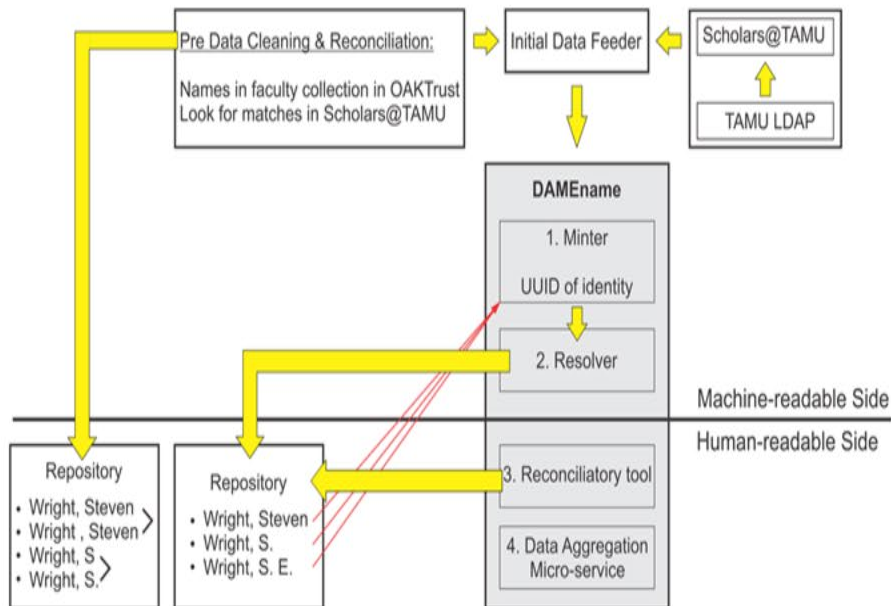 Pre Data Cleaning & Reconciliation:
Names in faculty collection in OAKTrust
Look for matches in Scholars@TAMU
Initial Data Feeder
Scholars@TAMU
TAMU LDAP
DAMEname
1. Minter
UUID of identity
2. Resolver
Machine-readable Side
Human-readable Side
Repository
• Wright, Steven
• Wright , Steven
• Wright, S
• Wright, S.
Repository
• Wright, Steven
• Wright, S.
• Wright, S. E.
3. Reconciliatory tool
4. Data Aggregation
Micro-service